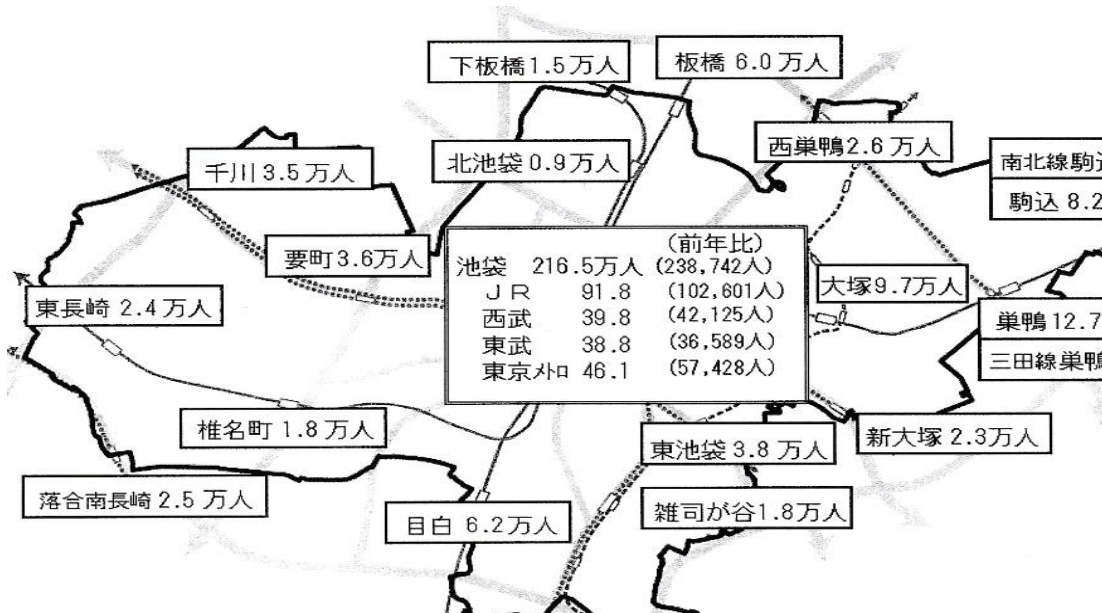 下板橋1.5万人
板橋 6.0 万人
西巣鴨2.6 万人
南北線駒込
駒込 8.2
千川 3.5 万人
北池袋0.9万人
要町3.6万人
(前年比)
池袋 216.5万人 (238,742人)
JR 91.8 (102,601人)
西武 39.8 (42,125人)
東武 38.8 (36,589人)
東京メトロ 46.1 (57,428人)
大塚9.7万人
東長崎 2.4 万人
巣鴨 12.7
三田線巣鴨
椎名町 1.8 万人
東池袋 3.8 万人
新大塚 2.3万人
落合南長崎 2.5 万人
目白 6.2万人
雑司が谷1.8万人